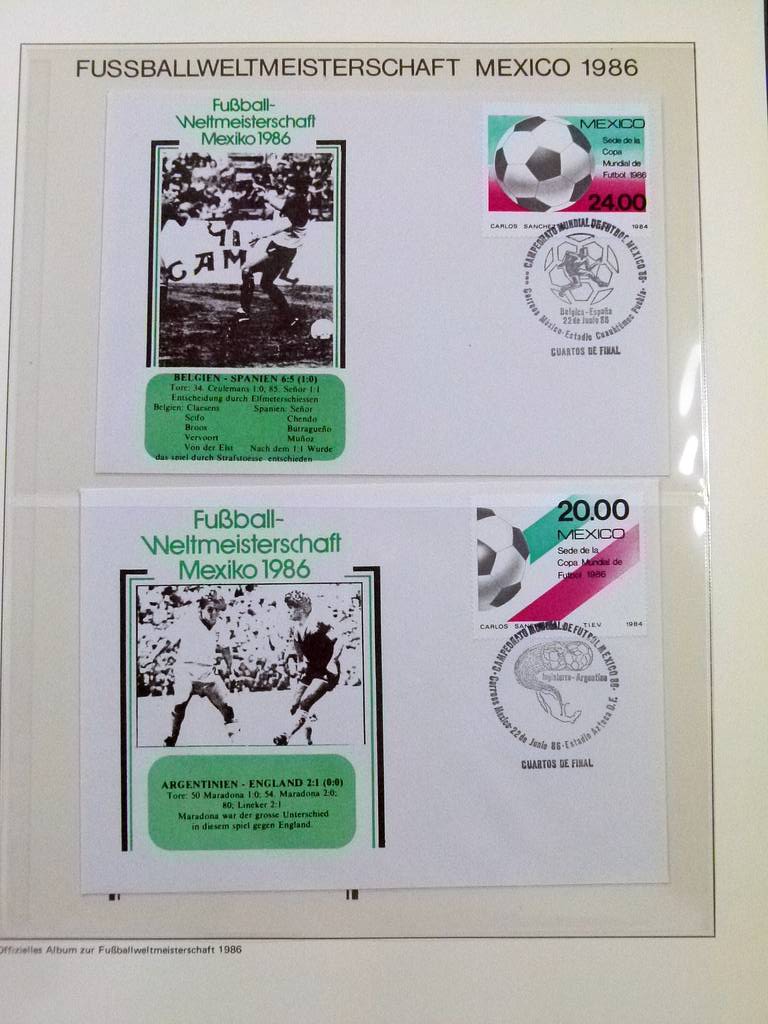 FUSSBALLWELTMEISTERSCHAFT MEXICO 1986
Fußball-
Weltmeisterschaft
Mexiko 1986
CAM
BELGIEN - SPANIEN 6:5 (1:0)
Tore: 34. Ceulemans 1:0, 85. Señor 1:1
Entscheidung durch Elfmeterschiessen
Belgien: Claesens Spanien: Señor
Scifo Chendo
Broos Butragueño
Vervoort Muñoz
Von der Elst Nach dem 1:1 Wurde
das spiel durch Strafstoesse entschieden
MEXICO
Sede de la
Copa
Mundial de
Futbol 1986
24.00
CARLOS SANCHEZ 1984
CAMPEONATO MUNDIAL DE FUTBOL MEXICO 86
Belgica-España
22 de Junio 86
Correos México-Estadio Cuauhtémoc Puebla
CUARTOS DE FINAL
Fußball-
Weltmeisterschaft
Mexiko 1986
ARGENTINIEN - ENGLAND 2:1 (0:0)
Tore: 50 Maradona 1:0; 54. Maradona 2:0;
80; Lineker 2:1
Maradona war der grosse Unterschied
in diesem spiel gegen England.
20.00
MEXICO
Sede de la
Copa Mundial de
Futbol 1986
CARLOS T.I.E.V 1984
CAMPEONATO MUNDIAL DE FUTBOL MEXICO 86
Inglaterra-Argentina
Correos Mexico-22 de Junio 86-Estadio Azteca D.F.
CUARTOS DE FINAL
Offizielles Album zur Fußballweltmeisterschaft 1986